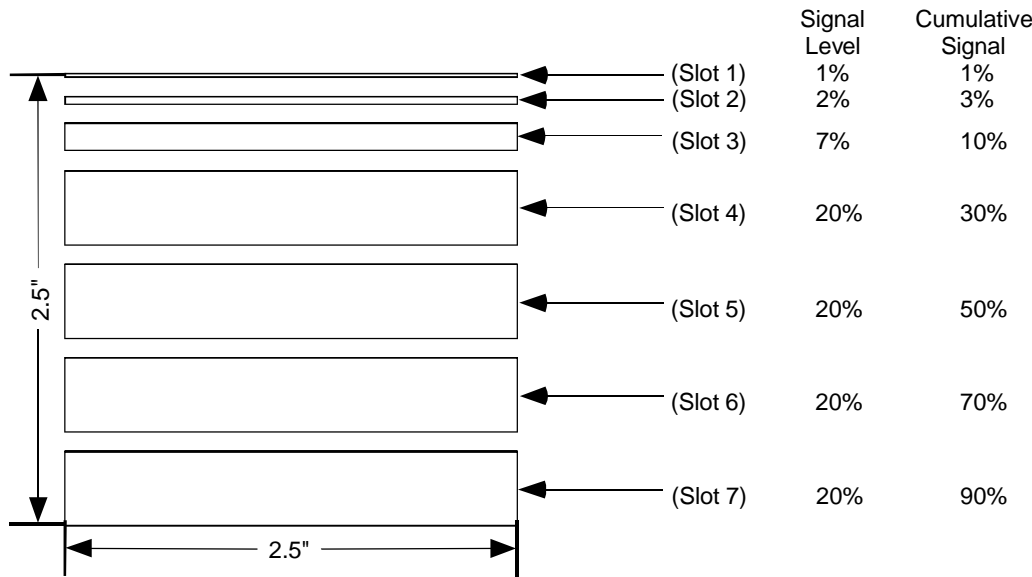 Signal Cumulative
Level Signal
(Slot 1) 1% 1%
(Slot 2) 2% 3%
(Slot 3) 7% 10%
(Slot 4) 20% 30%
(Slot 5) 20% 50%
2.5"
(Slot 6) 20% 70%
(Slot 7) 20% 90%
2.5"